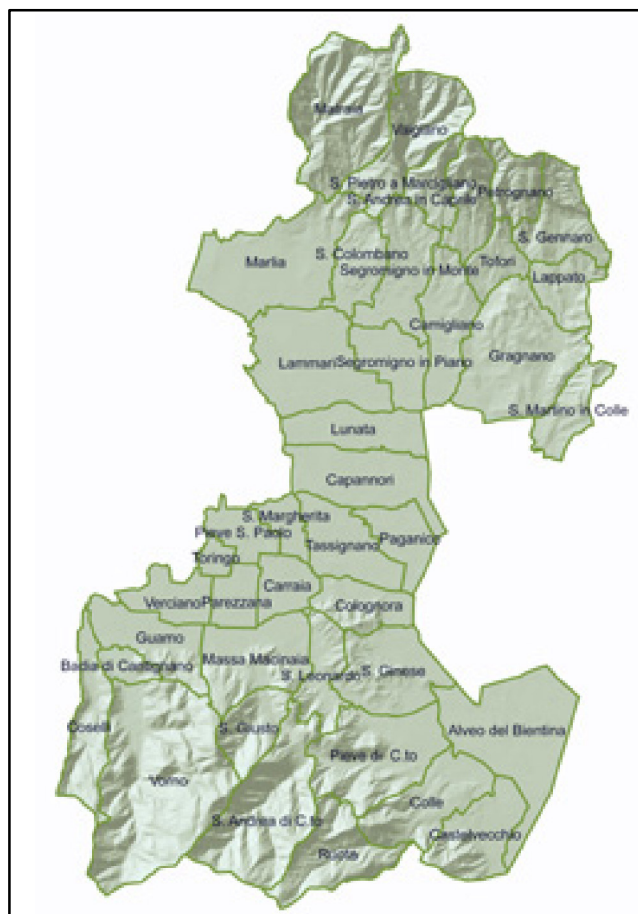 Matraia
Valgiano
S. Pietro a Marcigliano
S. Andrea in Caprile
Petrognano
S. Gennaro
Marlia
S. Colombano
Segromigno in Monte
Tofori
Lappato
Camigliano
Gragnano
Lammari
Segromigno in Piano
S. Martino in Colle
Lunata
Capannori
S. Margherita
Pieve S. Paolo
Paganico
Tassignano
Toringo
Carraia
Verciano
Parezzana
Colognora
Guamo
Badia di Cantignano
Massa Macinaia
S. Leonardo
S. Ginese
Coselli
S. Giusto
Alveo del Bientina
Vorno
Pieve di C.to
Colle
S. Andrea di C.to
Castelvecchio
Ruota